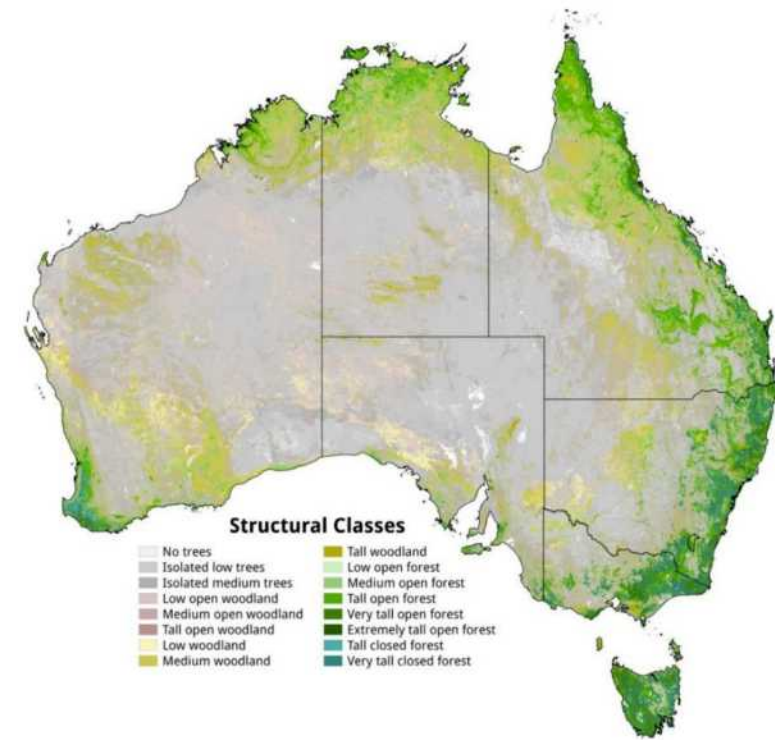 Structural Classes
No trees
Isolated low trees
Isolated medium trees
Low open woodland
Medium open woodland
Tall open woodland
Low woodland
Medium woodland
Tall woodland
Low open forest
Medium open forest
Tall open forest
Very tall open forest
Extremely tall open forest
Tall closed forest
Very tall closed forest